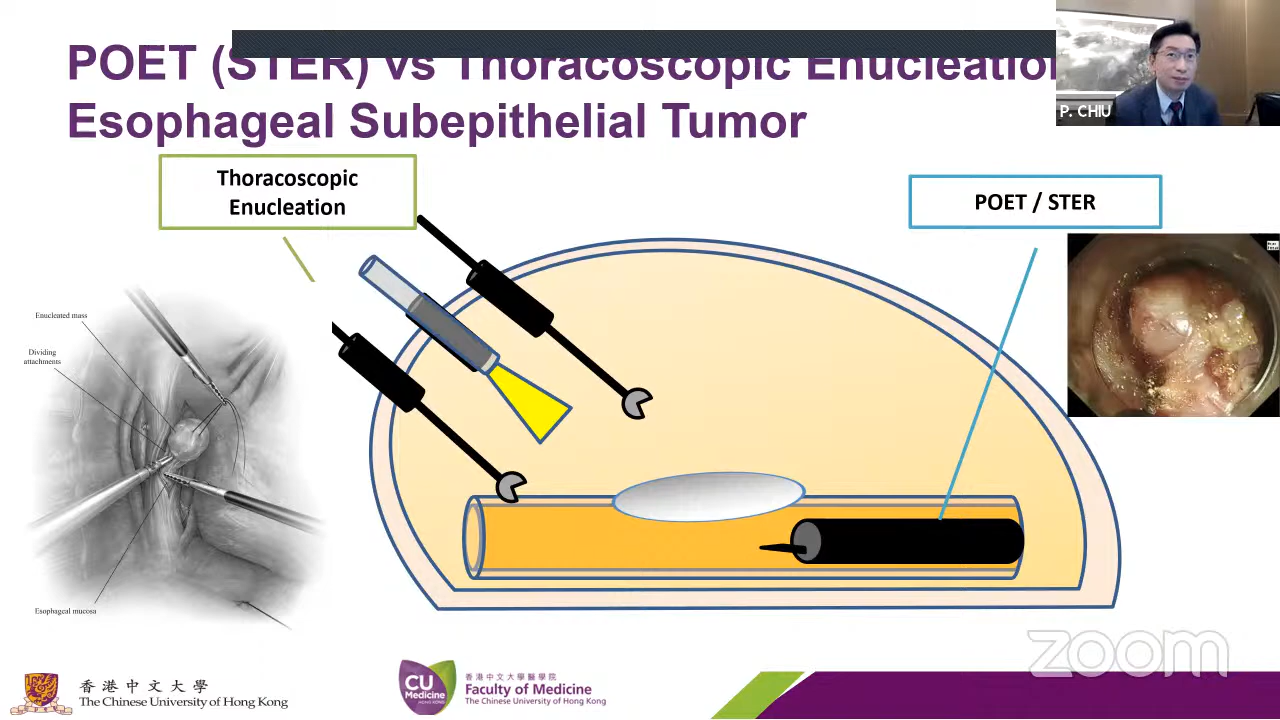 POET (STER) vs Thoracoscopic Enucleation
Esophageal Subepithelial Tumor
P. CHIU
Thoracoscopic
Enucleation
POET / STER
Enucleated mass
Dividing
attachments
Esophageal mucosa
zoom
香港中文大學
The Chinese University of Hong Kong
CU
Medicine
HONG KONG
香港中文大學醫學院
Faculty of Medicine
The Chinese University of Hong Kong